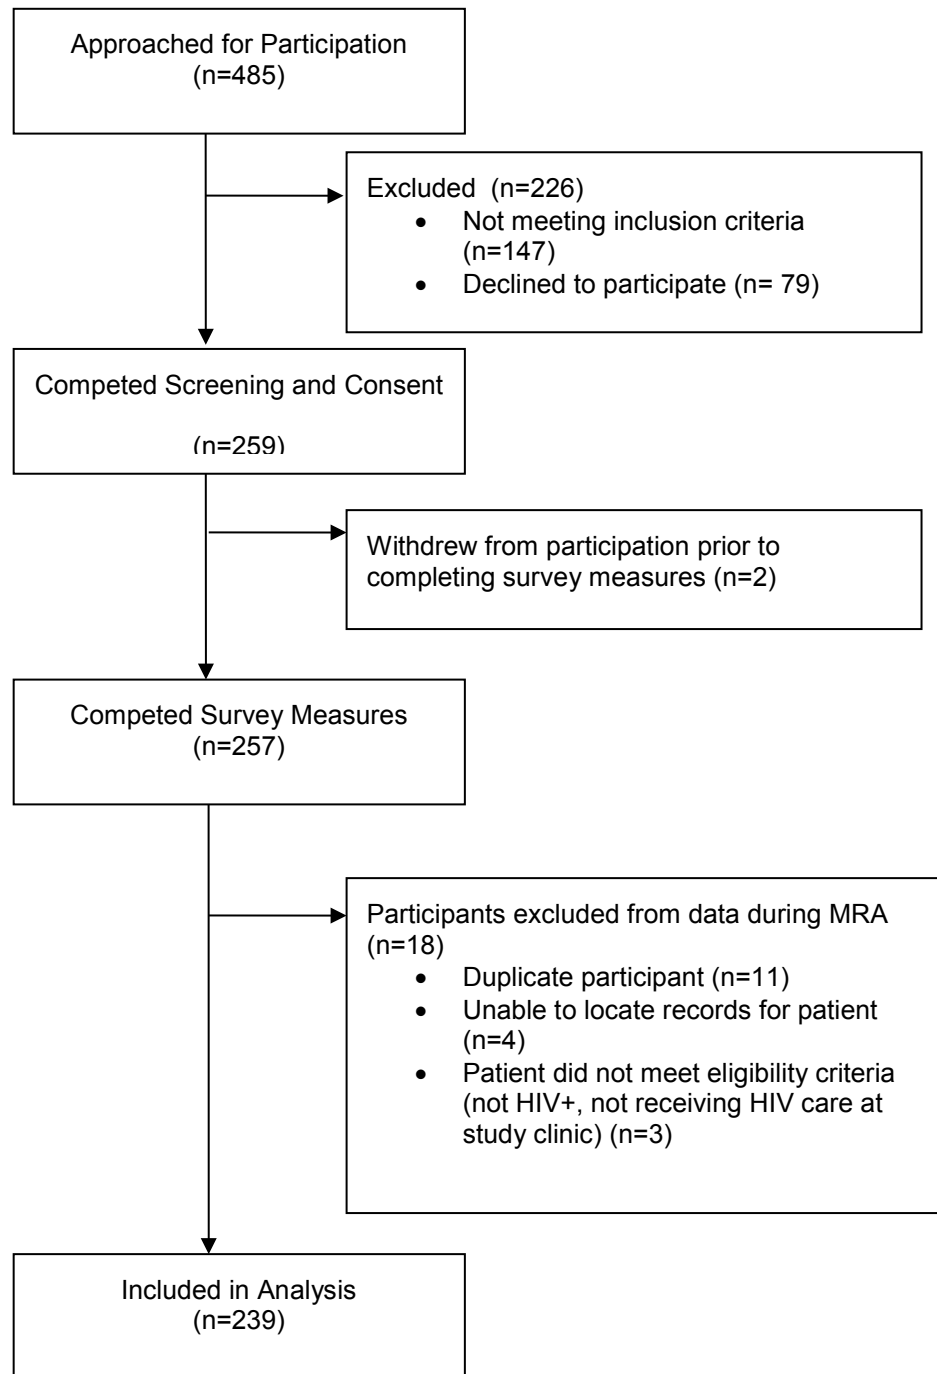 Approached for Participation
(n=485)
Excluded  (n=226)
• Not meeting inclusion criteria
(n=147)
• Declined to participate (n= 79)
Competed Screening and Consent
(n=259)
Withdrew from participation prior to
completing survey measures (n=2)
Competed Survey Measures
(n=257)
Participants excluded from data during MRA
(n=18)
• Duplicate participant (n=11)
• Unable to locate records for patient
(n=4)
• Patient did not meet eligibility criteria
(not HIV+, not receiving HIV care at
study clinic) (n=3)
Included in Analysis
(n=239)